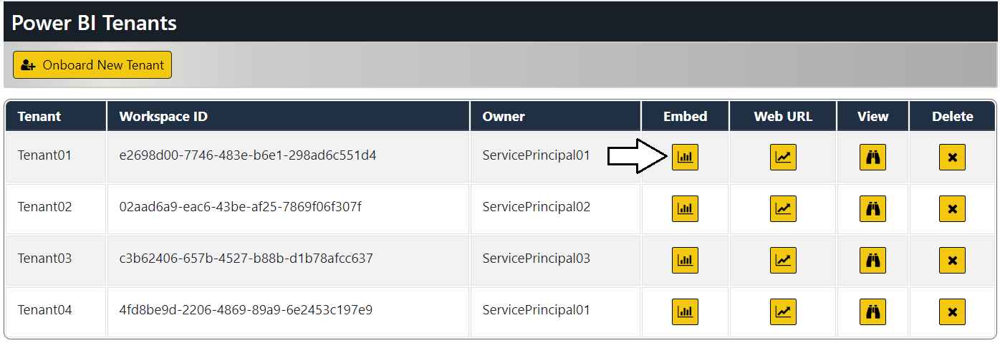 Power BI Tenants
Onboard New Tenant
Tenant Workspace ID Owner Embed Web URL View Delete
Tenant01 e2698d00-7746-483e-b6e1-298ad6c551d4 ServicePrincipal01
Tenant02 02aad6a9-eac6-43be-af25-7869f06f307f ServicePrincipal02
Tenant03 c3b62406-657b-4527-b88b-d1b78afcc637 ServicePrincipal03
Tenant04 4fd8be9d-2206-4869-89a9-6e2453c197e9 ServicePrincipal01